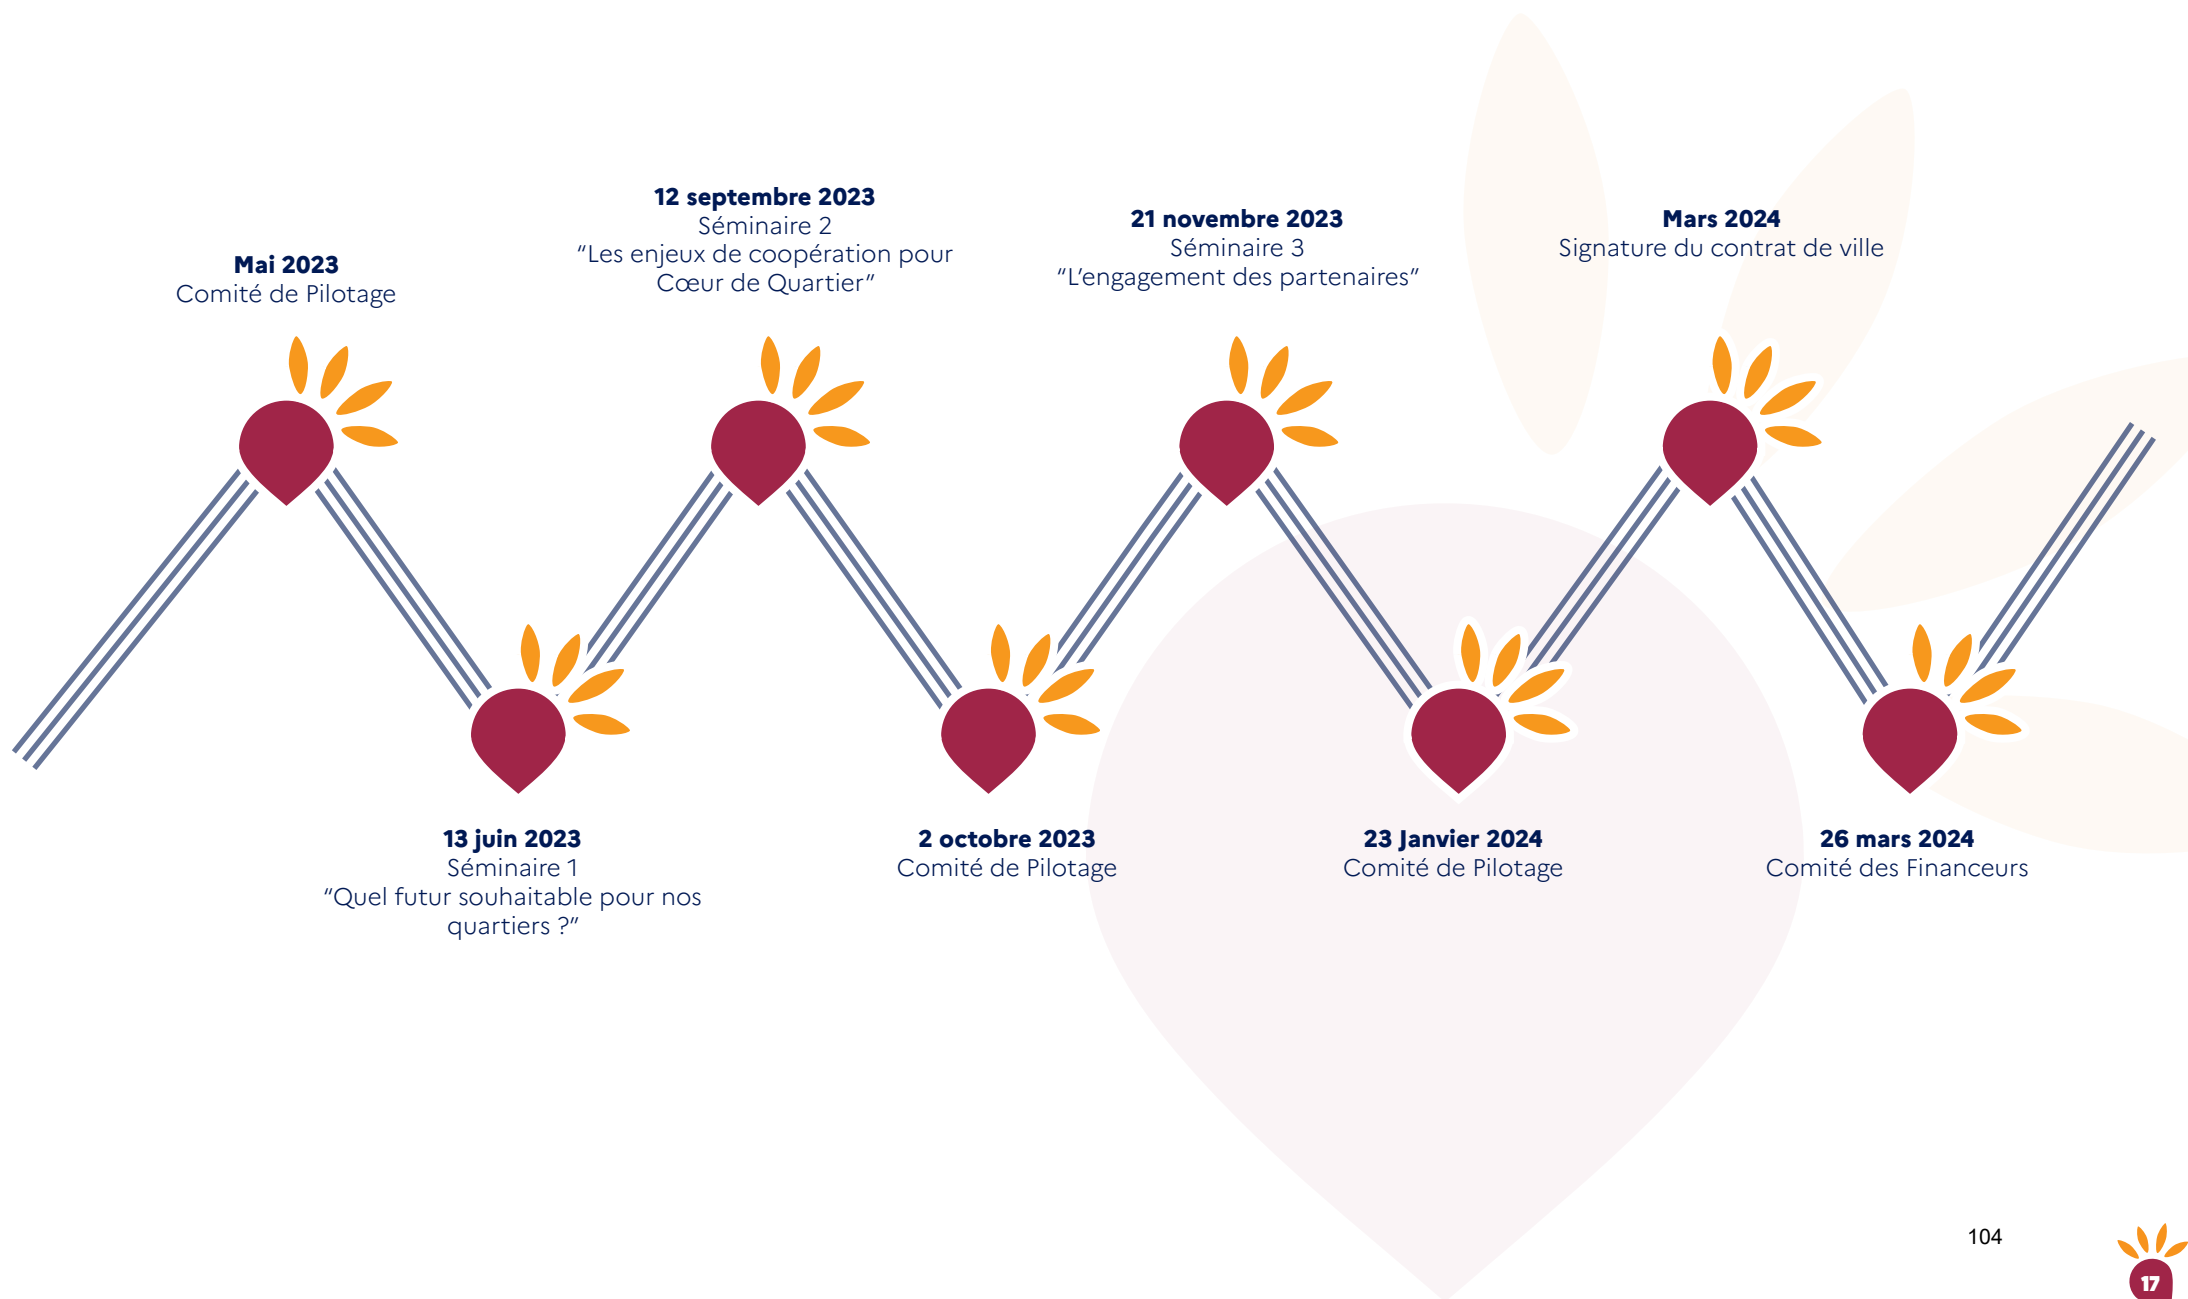 Mai 2023
Comité de Pilotage
13 juin 2023
Séminaire 1
“Quel futur souhaitable pour nos
quartiers ?”
12 septembre 2023
Séminaire 2
“Les enjeux de coopération pour
Cœur de Quartier”
2 octobre 2023
Comité de Pilotage
21 novembre 2023
Séminaire 3
“L’engagement des partenaires”
23 Janvier 2024
Comité de Pilotage
Mars 2024
Signature du contrat de ville
26 mars 2024
Comité des Financeurs
104
17